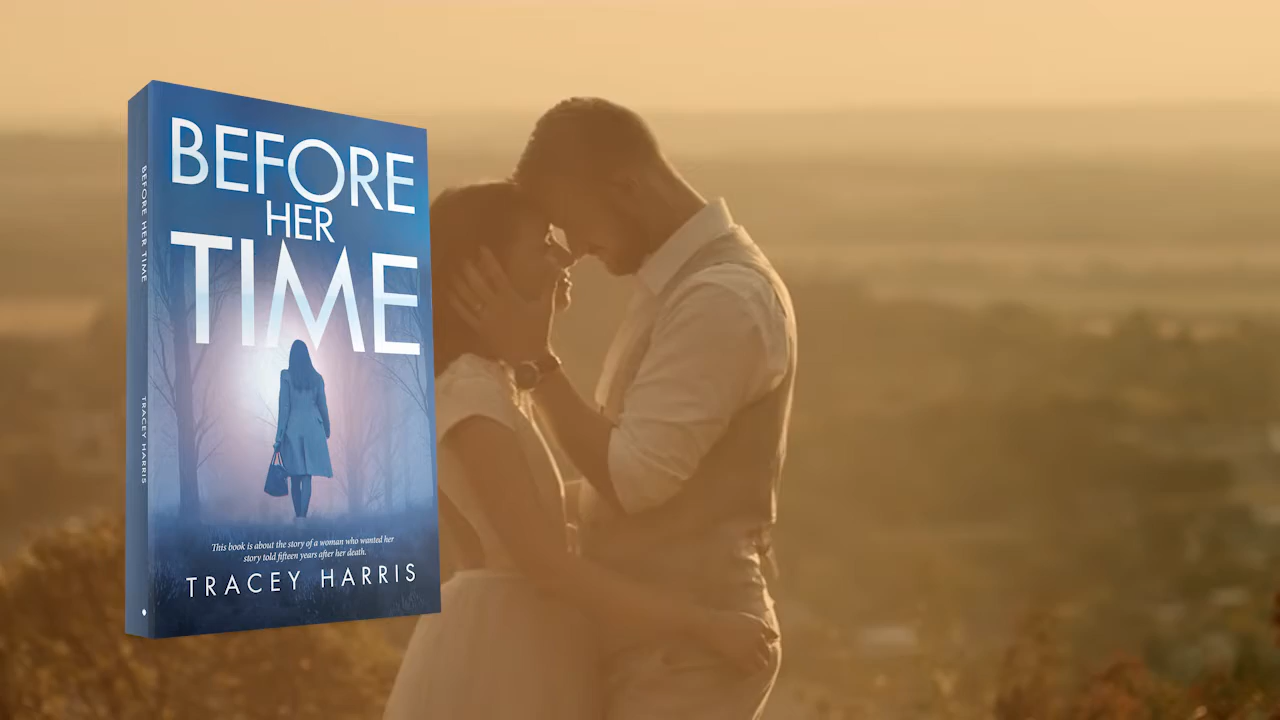 BEFORE
HER
TIME
This book is about the story of a woman who wanted her
story told fifteen years after her death.
TRACEY HARRIS
BEFORE HER TIME
TRACEY HARRIS